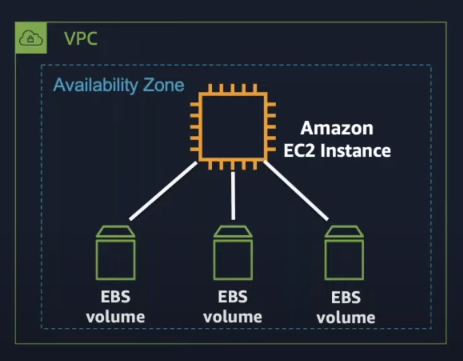 VPC
Availability Zone
Amazon
EC2 Instance
EBS
volume
EBS
volume
EBS
volume